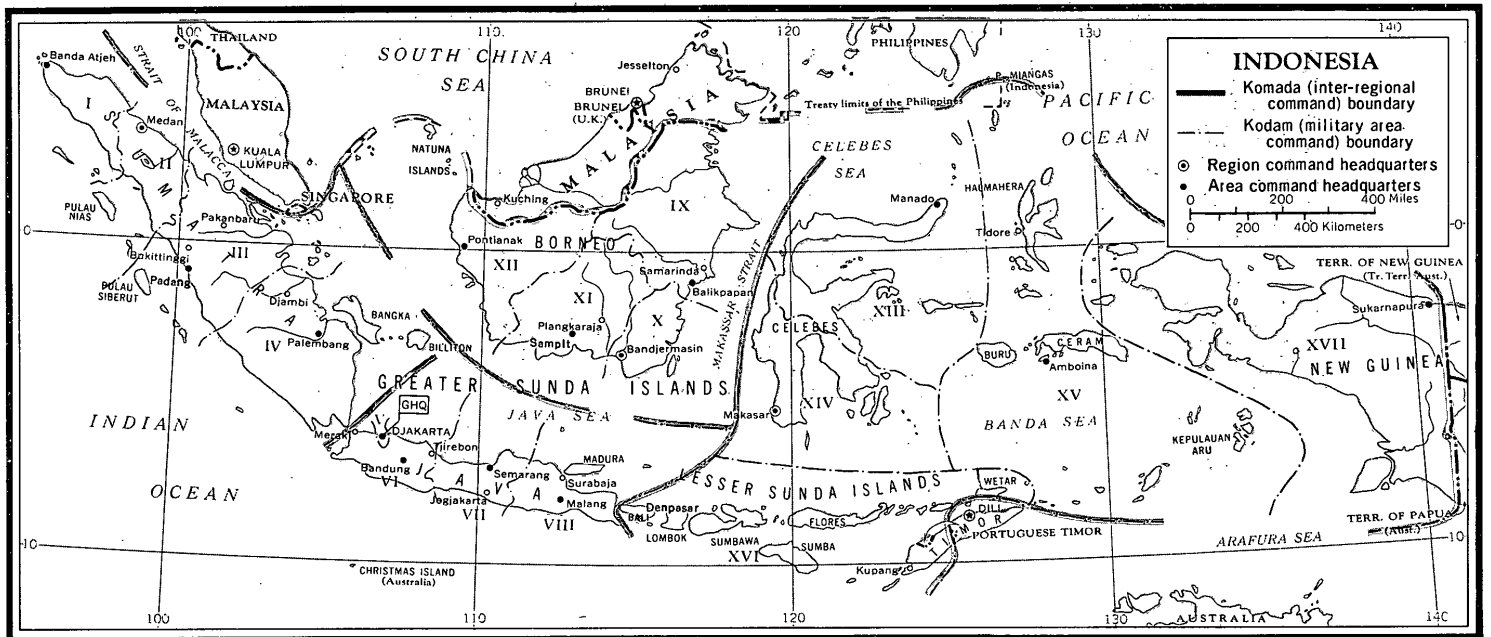 100
110
120
130
140
THAILAND
SOUTH CHINA
SEA
PHILIPPINES
INDONESIA
Komada (inter-regional
command) boundary
Kodam (military area
command) boundary
Region command headquarters
Area command headquarters
0 200 400 Miles
0 200 400 Kilometers
Banda Atjeh
STRAIT OF
MALACCA
Jesselton
P. MIANGAS
(Indonesia)
Treaty limits of the Philippines
PACIFIC
OCEAN
I
Medan
MALAYSIA
BRUNEI
BRUNEI
(U.K.)
MALAYSIA
KUALA
LUMPUR
NATUNA
ISLANDS
CELEBES
SEA
II
SUMATRA
PULAU
NIAS
SINGAPORE
Kuching
IX
HALMAHERA
Manado
Tidore
Pakanbaru
0
0
Bukittinggi
III
Pontianak
BORNEO
XII
Samarinda
MAKASSAR STRAIT
TERR. OF NEW GUINEA
(Tr. Terr. Aust.)
Padang
PULAU
SIBERUT
Djambi
XI
Balikpapan
XIII
Sukarnapura
BANGKA
Plangkaraja
X
CELEBES
CERAM
IV
Palembang
BILLITON
Sampit
Bandjermasin
BURU
Amboina
XVII
NEW GUINEA
GREATER SUNDA ISLANDS
GHQ
JAVA SEA
Makasar
XIV
XV
BANDA SEA
INDIAN
OCEAN
Merak
V
DJAKARTA
Tjirebon
KEPULAUAN
ARU
Bandung
VI
JAVA
Semarang
MADURA
Surabaja
LESSER SUNDA ISLANDS
WETAR
Jogjakarta
VII
Malang
VIII
BALI
Denpasar
LOMBOK
SUMBAWA
FLORES
DILI
TIMOR
PORTUGUESE TIMOR
TERR. OF PAPUA
(Aust.)
10
10
XVI
SUMBA
Kupang
ARAFURA SEA
CHRISTMAS ISLAND
(Australia)
AUSTRALIA
100
110
120
130
140